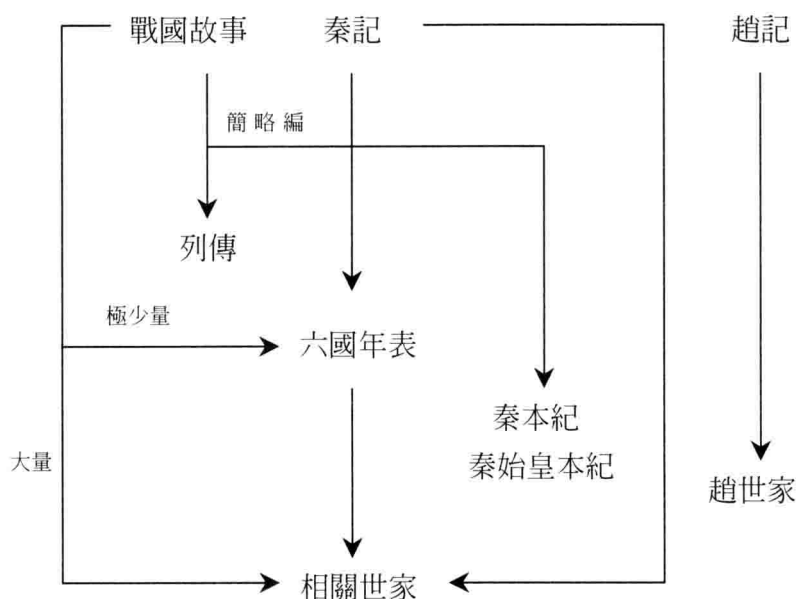 戰國故事 秦記 趙記
簡略編
列傳
極少量
六國年表
秦本紀
大量
秦始皇本紀
趙世家
相關世家